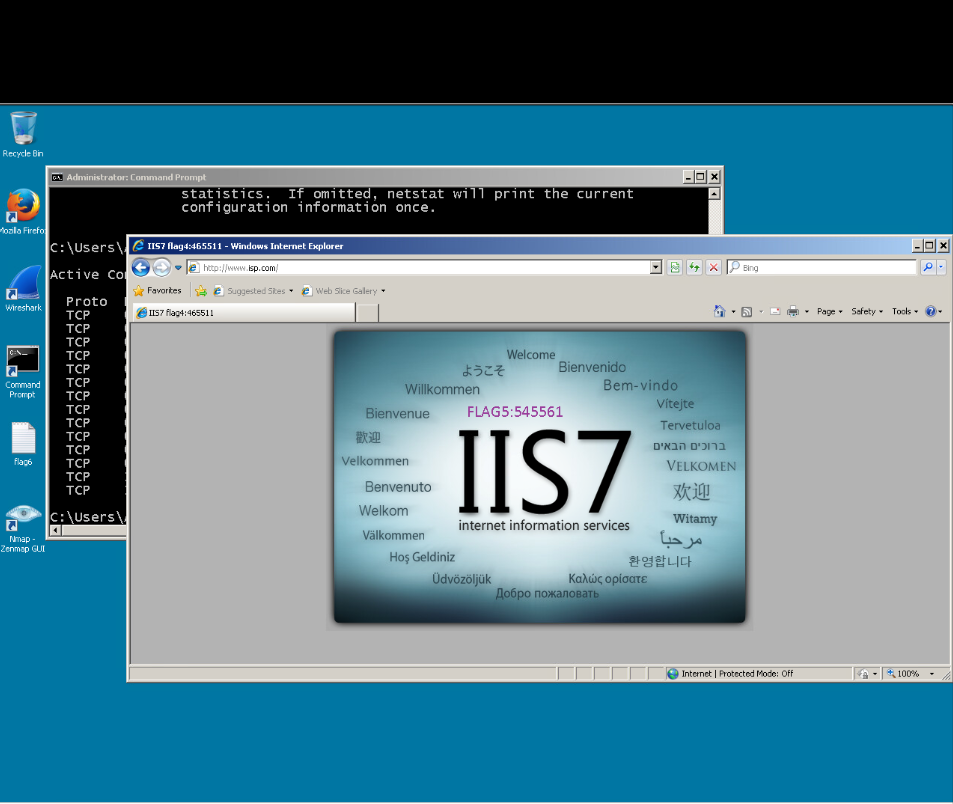 Recycle Bin
Mozilla Firefo
Wireshark
Command
Prompt
flag6
Nmap -
Zenmap GUI
Administrator: Command Prompt
statistics. If omitted, netstat will print the current
configuration information once.
C:\Users\
Active Co
Proto
TCP
TCP
TCP
TCP
TCP
TCP
TCP
TCP
TCP
TCP
TCP
TCP
TCP
TCP
C:\Users\
IIS7 flag4:465511 - Windows Internet Explorer
http://www.isp.com/
Bing
Favorites
Suggested Sites
Web Slice Gallery
IIS7 flag4:465511
Page
Safety
Tools
Welcome
ようこそ
Bienvenido
Willkommen
Bem-vindo
Bienvenue
FLAG5:545561
Vítejte
歡迎
Tervetuloa
Velkommen
ברוכים הבאים
IIS7
VELKOMEN
Benvenuto
欢迎
Welkom
internet information services
Witamy
Välkommen
مرحباً
Hoş Geldiniz
환영합니다
Üdvözöljük
Καλώς ορίσατε
Добро пожаловать
Internet | Protected Mode: Off
100%